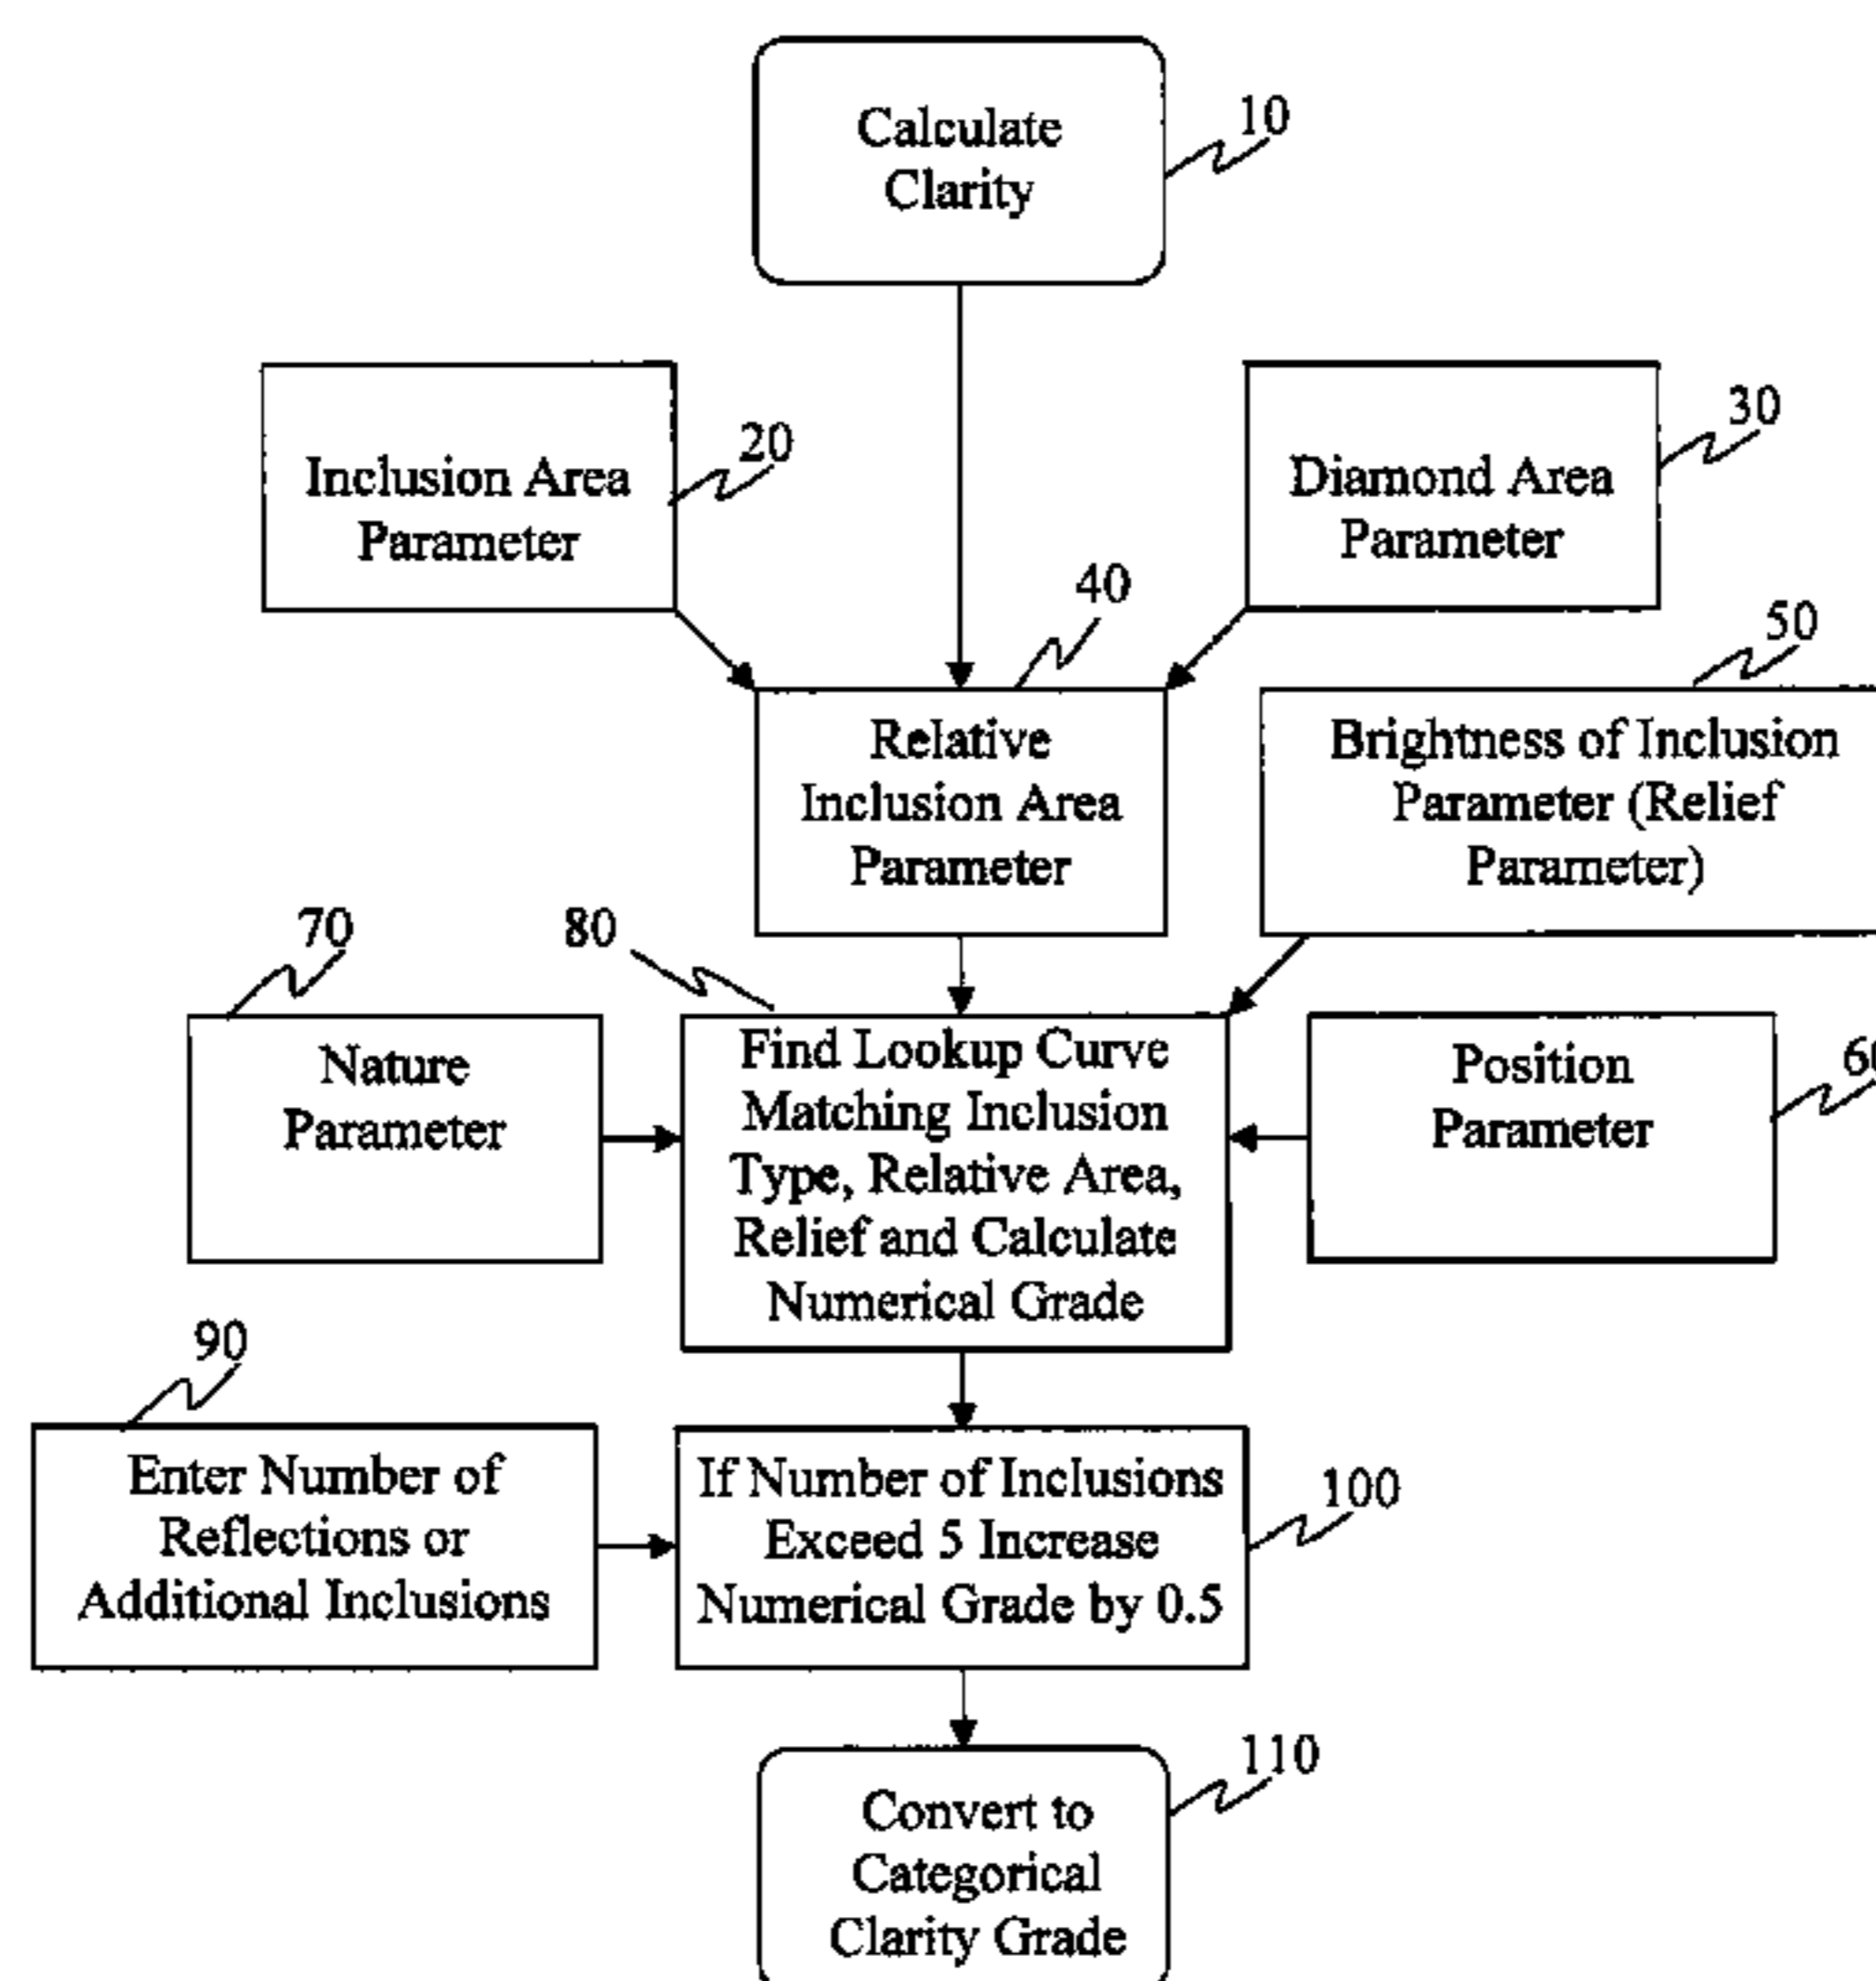 Calculate
Clarity
10
Inclusion Area
Parameter
20
Diamond Area
Parameter
30
40
Relative
Inclusion Area
Parameter
50
Brightness of Inclusion
Parameter (Relief
Parameter)
70
Nature
Parameter
80
Find Lookup Curve
Matching Inclusion
Type, Relative Area,
Relief and Calculate
Numerical Grade
Position
Parameter
90
Enter Number of
Reflections or
Additional Inclusions
If Number of Inclusions
Exceed 5 Increase
Numerical Grade by 0.5
100
Convert to
Categorical
Clarity Grade
110